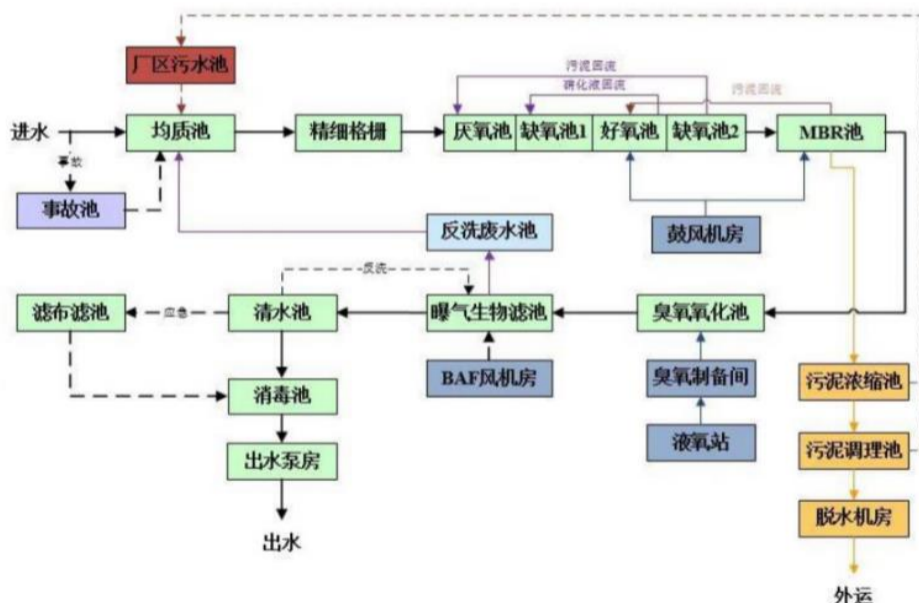 厂区污水池
污泥回流
硝化液回流
污泥回流
进水
均质池
精细格栅
厌氧池
缺氧池1
好氧池
缺氧池2
MBR池
事故
事故池
反洗废水池
鼓风机房
反洗
滤布滤池
应急
清水池
曝气生物滤池
臭氧氧化池
BAF风机房
臭氧制备间
污泥浓缩池
消毒池
液氧站
污泥调理池
出水泵房
脱水机房
出水
外运